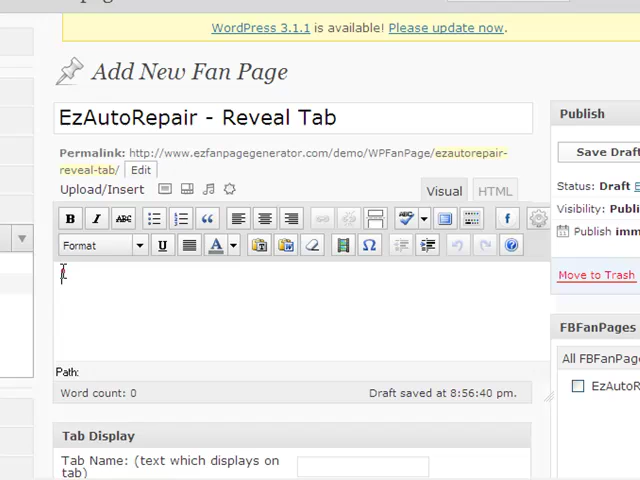 WordPress 3.1.1 is available! Please update now.
Add New Fan Page
EzAutoRepair - Reveal Tab
Permalink: http://www.ezfanpagegenerator.com/demo/WPFanPage/ezautorepair-
reveal-tab/ Edit
Upload/Insert
Visual HTML
B I ABC
Format U A
Path:
Word count: 0 Draft saved at 8:56:40 pm.
Tab Display
Tab Name: (text which displays on
tab)
Publish
Save Draft
Status: Draft
Visibility: Publi
Publish imm
Move to Trash
FBFanPages
All FBFanPages
EzAutoR